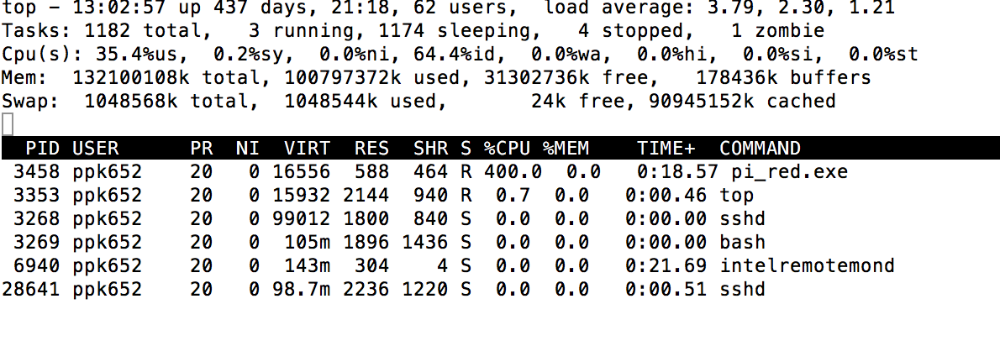 top - 13:02:57 up 437 days, 21:18, 62 users,  load average: 3.79, 2.30, 1.21
Tasks: 1182 total,   3 running, 1174 sleeping,   4 stopped,   1 zombie
Cpu(s): 35.4%us,  0.2%sy,  0.0%ni, 64.4%id,  0.0%wa,  0.0%hi,  0.0%si,  0.0%st
Mem:  132100108k total, 100797372k used, 31302736k free,   178436k buffers
Swap:  1048568k total,  1048544k used,       24k free, 90945152k cached
  PID USER      PR  NI  VIRT  RES  SHR S %CPU %MEM    TIME+  COMMAND
 3458 ppk652    20   0 16556  588  464 R 400.0  0.0   0:18.57 pi_red.exe
 3353 ppk652    20   0 15932 2144  940 R  0.7  0.0   0:00.46 top
 3268 ppk652    20   0 99012 1800  840 S  0.0  0.0   0:00.00 sshd
 3269 ppk652    20   0  105m 1896 1436 S  0.0  0.0   0:00.00 bash
 6940 ppk652    20   0  143m  304    4 S  0.0  0.0   0:21.69 intelremotemond
28641 ppk652    20   0 98.7m 2236 1220 S  0.0  0.0   0:00.51 sshd